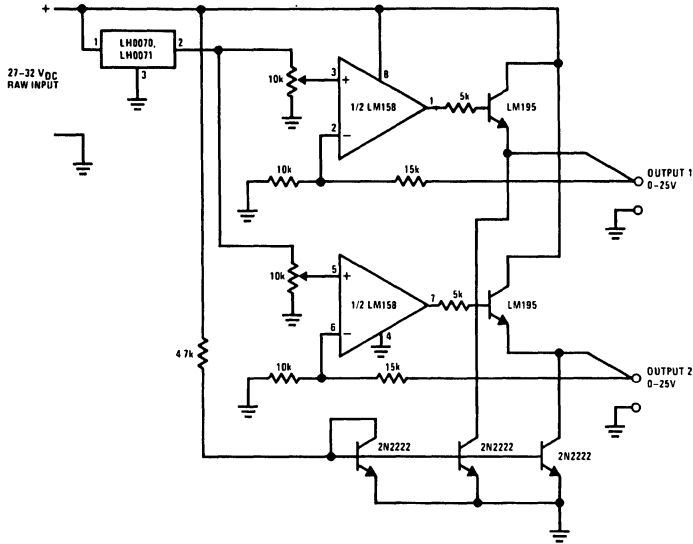 +
1
LH0070,
LH0071
2
3
27-32 VDC
RAW INPUT
10k
3
+
8
1/2 LM158
1
5k
LM195
2
−
10k
15k
OUTPUT 1
0-25V
10k
5
+
1/2 LM158
7
5k
LM195
6
−
4
4.7k
10k
15k
OUTPUT 2
0-25V
2N2222
2N2222
2N2222